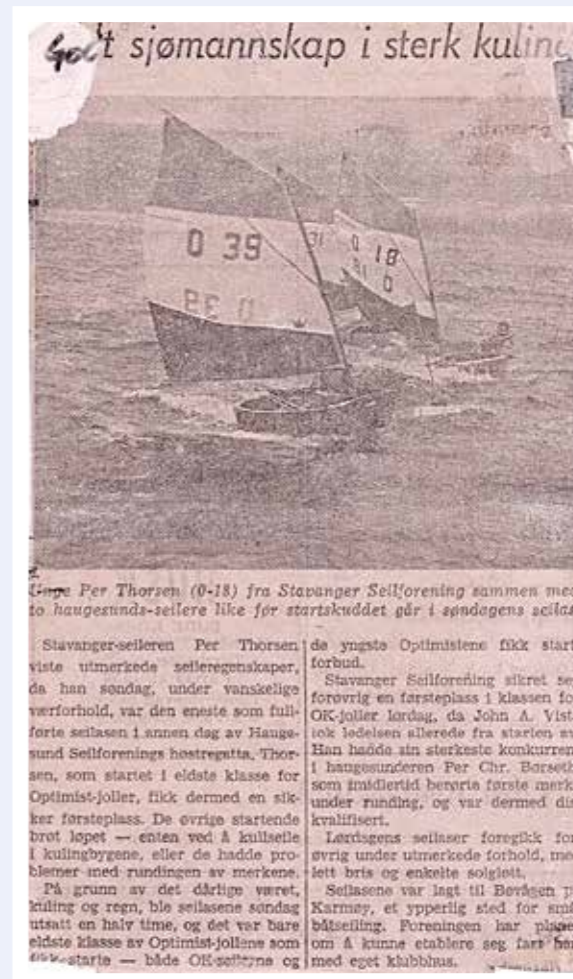 Godt sjømannskap i sterk kuling
O 39
O 18
Unge Per Thorsen (0-18) fra Stavanger Seilforening sammen med
to haugesunds-seilere like før startskuddet går i søndagens seilas
Stavanger-seileren Per Thorsen
viste utmerkede seileregenskaper,
da han søndag, under vanskelige
værforhold, var den eneste som full-
førte seilasen i annen dag av Hauge-
sund Seilforenings høstregatta. Thor-
sen, som startet i eldste klasse for
Optimist-joller, fikk dermed en sik-
ker førsteplass. De øvrige startende
brøt løpet — enten ved å kullseile
i kulingbygene, eller de hadde pro-
blemer med rundingen av merkene.
På grunn av det dårlige været,
kuling og regn, ble seilasene søndag
utsatt en halv time, og det var bare
eldste klasse av Optimist-jollene som
fikk starte — både OK-seilerne og
de yngste Optimistene fikk start
forbud.
Stavanger Seilforening sikret se
forøvrig en førsteplass i klassen fo
OK-joller lørdag, da John A. Vist
tok ledelsen allerede fra starten av
Han hadde sin sterkeste konkurren
i haugesunderen Per Chr. Børseth
som imidlertid berørte første merk
under runding, og var dermed dis
kvalifisert.
Lørdagens seilaser foregikk for
øvrig under utmerkede forhold, med
lett bris og enkelte solgløtt.
Seilasene var lagt til Bøvågen p
Karmøy, et ypperlig sted for små
båtseiling. Foreningen har planer
om å kunne etablere seg fast her
med eget klubbhus.